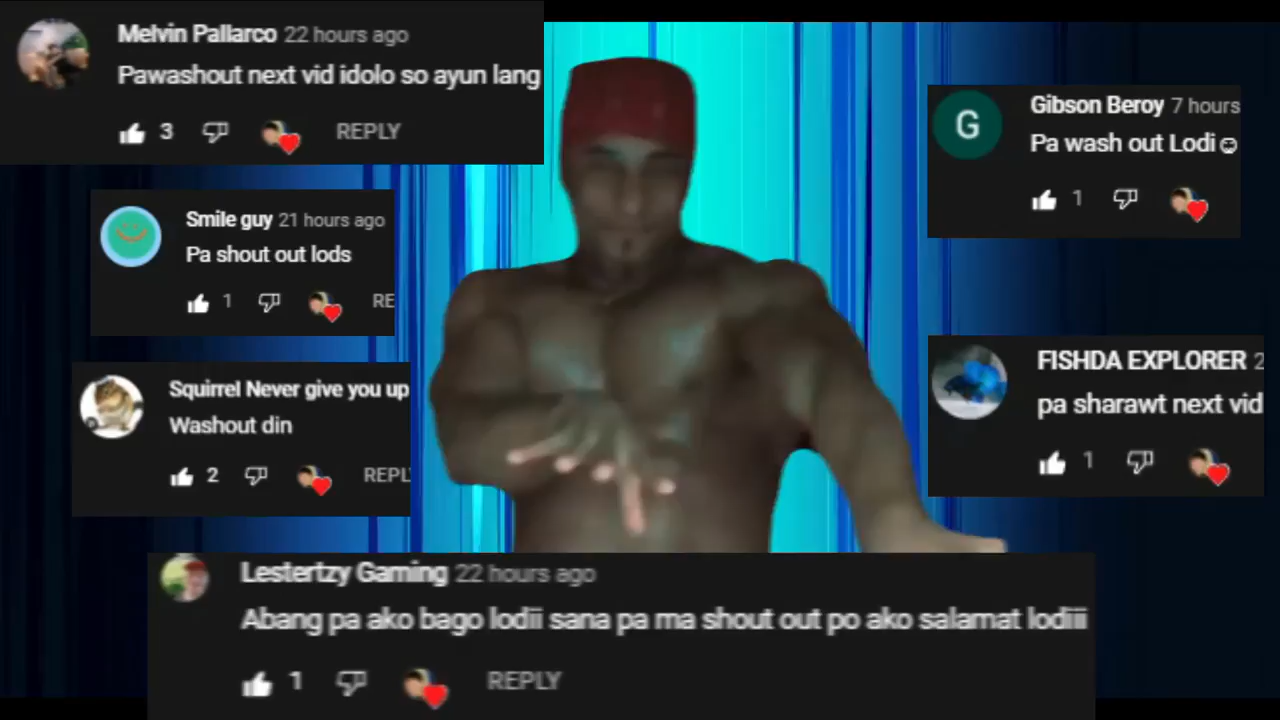 Melvin Pallarco 22 hours ago
Pawashout next vid idolo so ayun lang
3 REPLY
Smile guy 21 hours ago
Pa shout out lods
1 RE
Squirrel Never give you up
Washout din
2 REPL
G
Gibson Beroy 7 hours
Pa wash out Lodi
1
FISHDA EXPLORER 2
pa sharawt next vid
1
Lestertzy Gaming 22 hours ago
Abang pa ako bago lodii sana pa ma shout out po ako salamat lodiii
1 REPLY